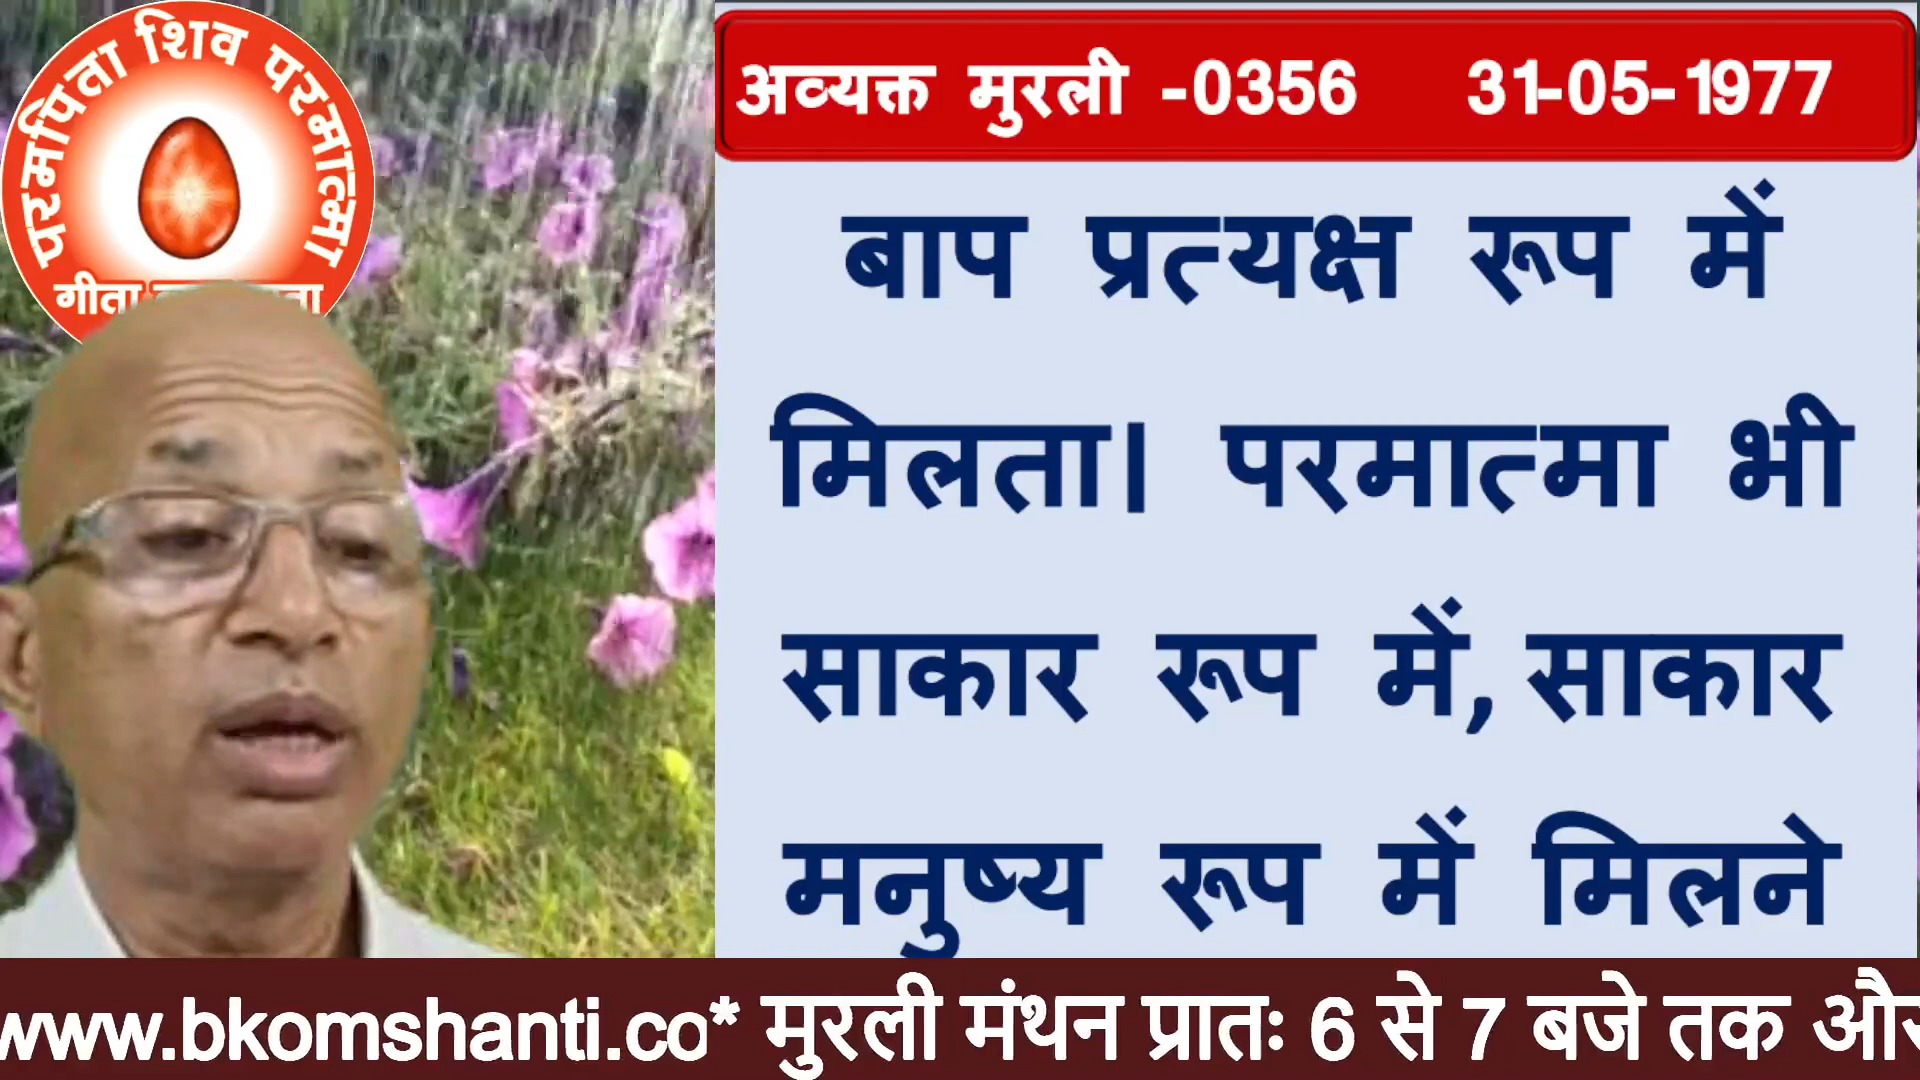 परमपिता शिव परमात्मा
गीता
अव्यक्त मुरली -0356 31-05-1977
बाप प्रत्यक्ष रूप में
मिलता। परमात्मा भी
साकार रूप में, साकार
मनुष्य रूप में मिलने
www.bkomshanti.co* मुरली मंथन प्रातः 6 से 7 बजे तक